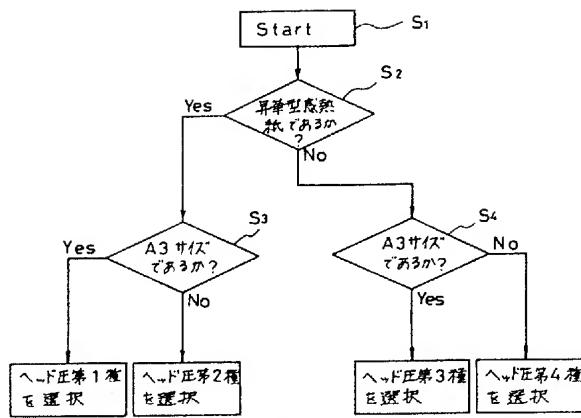 Start
S1
S2
Yes
昇華型感熱
紙であるか
?
No
S3
Yes
A3サイズ
であるか?
No
S4
A3サイズ
であるか?
No
Yes
ヘッド圧第1種
を選択
ヘッド圧第2種
を選択
ヘッド圧第3種
を選択
ヘッド圧第4種
を選択